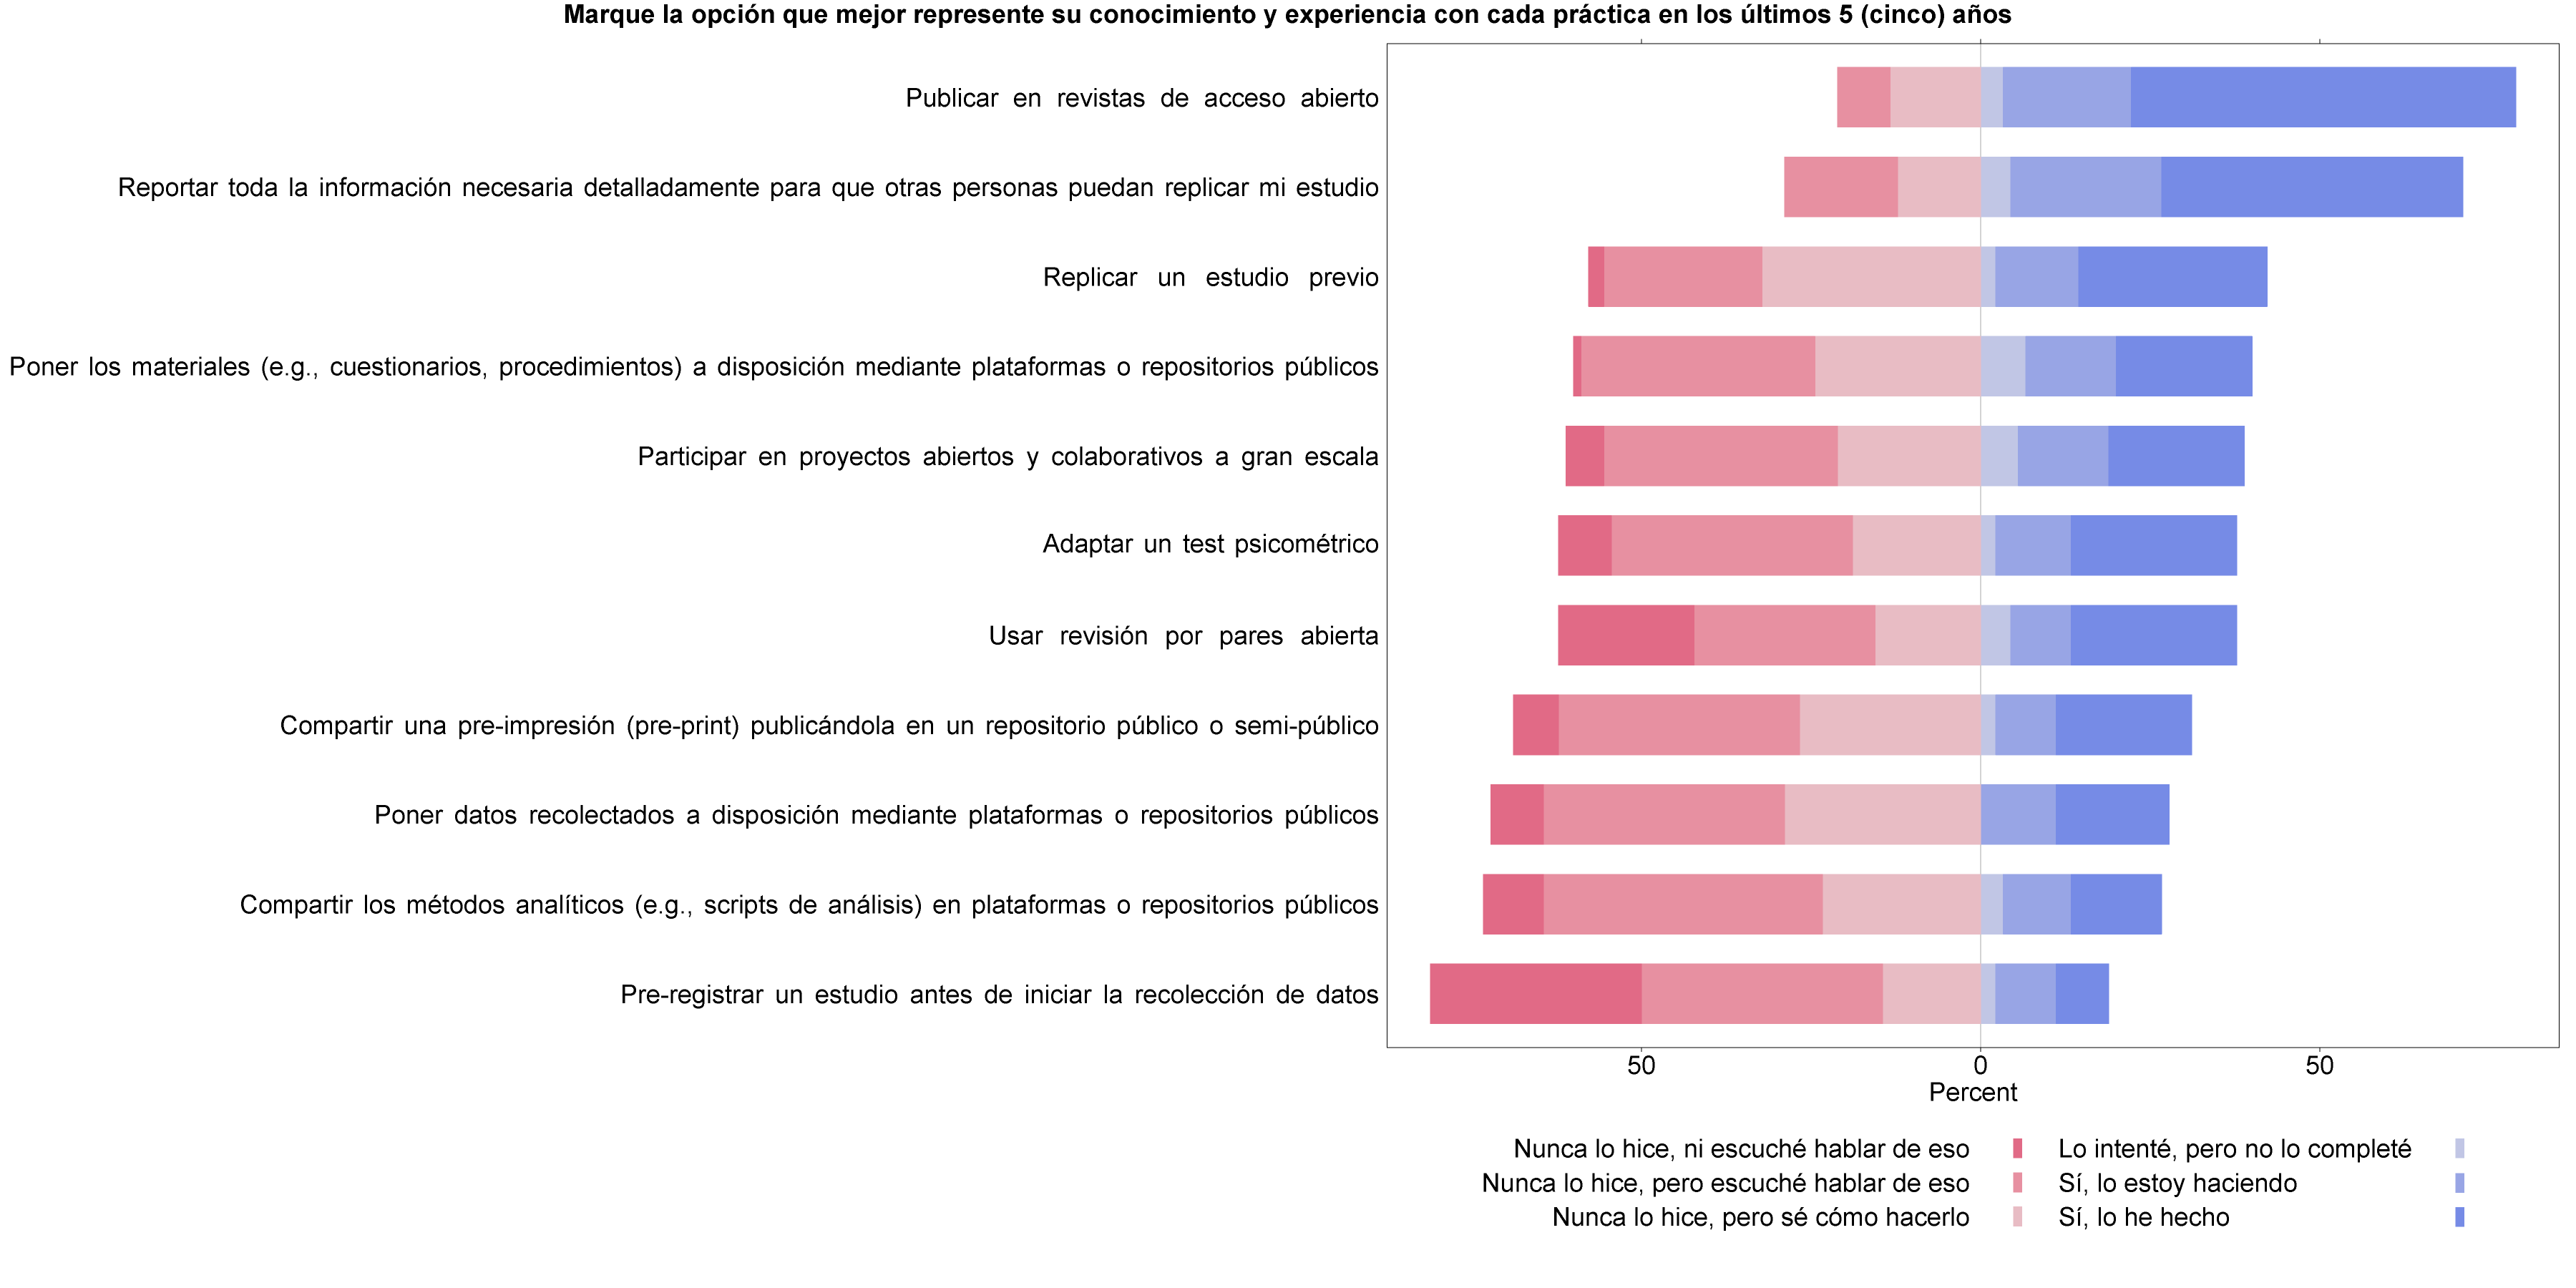 Marque la opción que mejor represente su conocimiento y experiencia con cada práctica en los últimos 5 (cinco) años
Publicar en revistas de acceso abierto
Reportar toda la información necesaria detalladamente para que otras personas puedan replicar mi estudio
Replicar un estudio previo
Poner los materiales (e.g., cuestionarios, procedimientos) a disposición mediante plataformas o repositorios públicos
Participar en proyectos abiertos y colaborativos a gran escala
Adaptar un test psicométrico
Usar revisión por pares abierta
Compartir una pre-impresión (pre-print) publicándola en un repositorio público o semi-público
Poner datos recolectados a disposición mediante plataformas o repositorios públicos
Compartir los métodos analíticos (e.g., scripts de análisis) en plataformas o repositorios públicos
Pre-registrar un estudio antes de iniciar la recolección de datos
50 0 50
Percent
Nunca lo hice, ni escuché hablar de eso Lo intenté, pero no lo completé
Nunca lo hice, pero escuché hablar de eso Sí, lo estoy haciendo
Nunca lo hice, pero sé cómo hacerlo Sí, lo he hecho